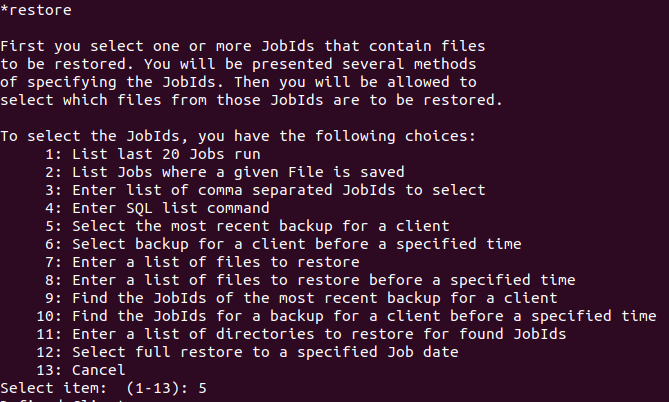 *restore
First you select one or more JobIds that contain files
to be restored. You will be presented several methods
of specifying the JobIds. Then you will be allowed to
select which files from those JobIds are to be restored.
To select the JobIds, you have the following choices:
1: List last 20 Jobs run
2: List Jobs where a given File is saved
3: Enter list of comma separated JobIds to select
4: Enter SQL list command
5: Select the most recent backup for a client
6: Select backup for a client before a specified time
7: Enter a list of files to restore
8: Enter a list of files to restore before a specified time
9: Find the JobIds of the most recent backup for a client
10: Find the JobIds for a backup for a client before a specified time
11: Enter a list of directories to restore for found JobIds
12: Select full restore to a specified Job date
13: Cancel
Select item:  (1-13): 5